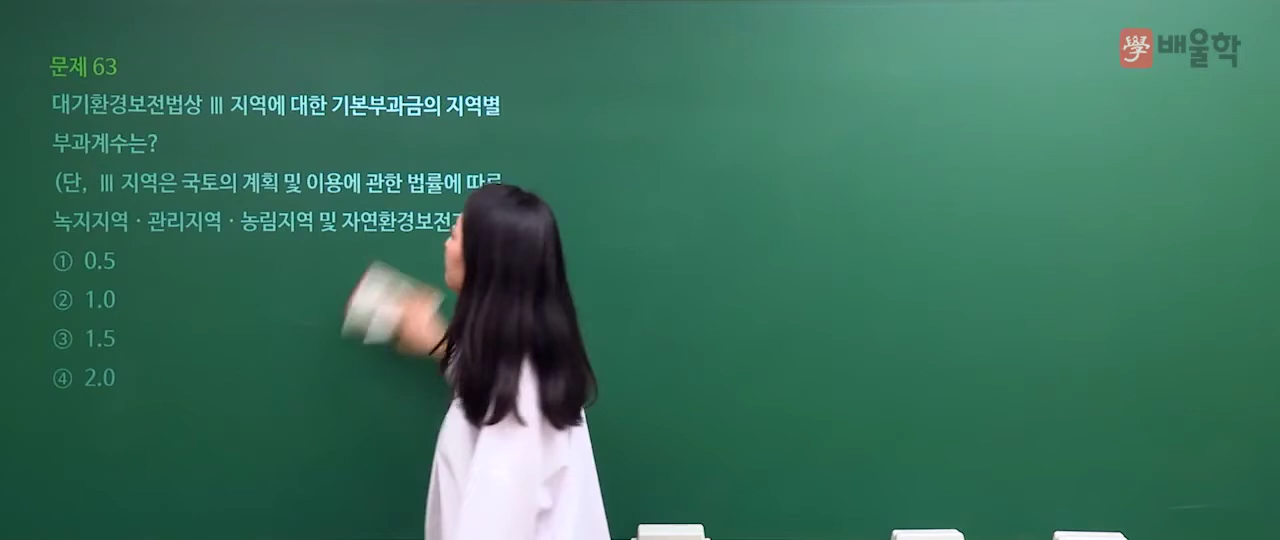 學 배울학
문제 63
대기환경보전법상 Ⅲ 지역에 대한 기본부과금의 지역별
부과계수는?
(단, Ⅲ 지역은 국토의 계획 및 이용에 관한 법률에
녹지지역 · 관리지역 · 농림지역 및 자연환경보전
① 0.5
② 1.0
③ 1.5
④ 2.0